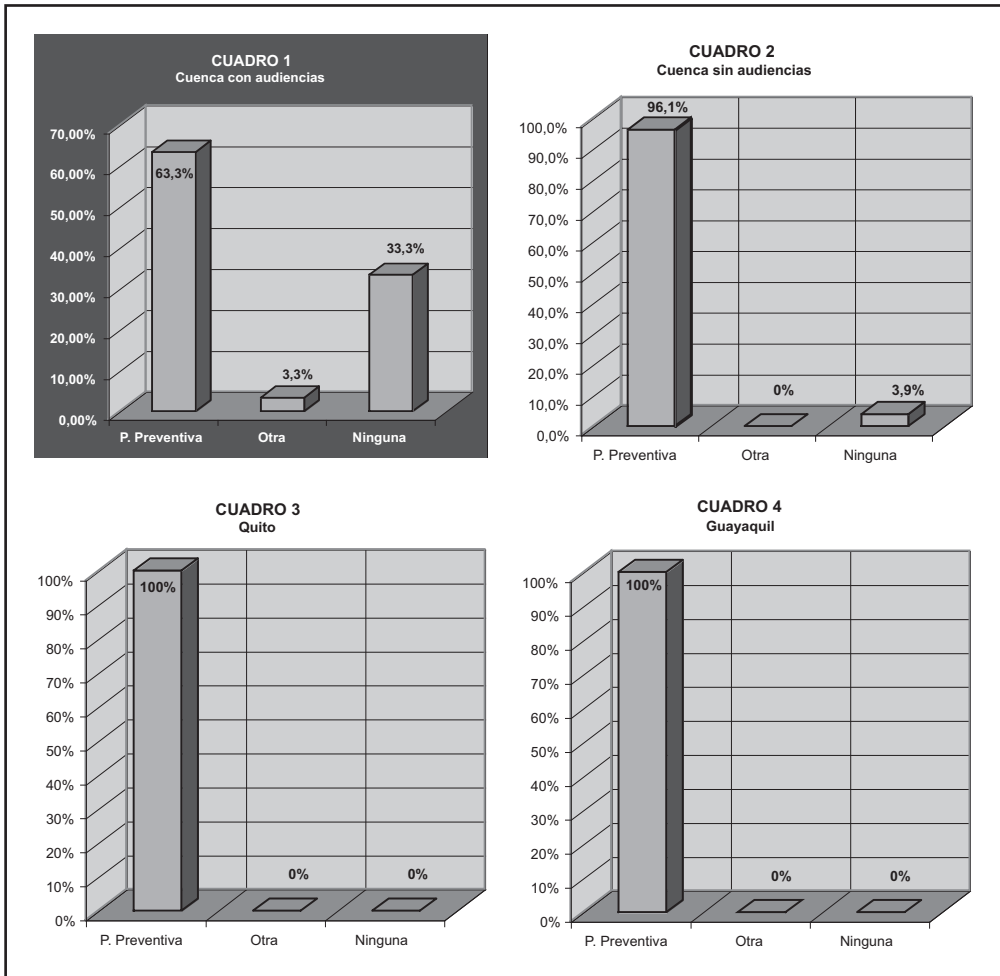 CUADRO 1
Cuenca con audiencias
70,00%
60,00%
50,00%
40,00%
30,00%
20,00%
10,00%
0,00%
63,3%
3,3%
33,3%
P. Preventiva
Otra
Ninguna
CUADRO 2
Cuenca sin audiencias
100,0%
90,0%
80,0%
70,0%
60,0%
50,0%
40,0%
30,0%
20,0%
10,0%
0,0%
96,1%
0%
3,9%
P. Preventiva
Otra
Ninguna
CUADRO 3
Quito
100%
90%
80%
70%
60%
50%
40%
30%
20%
10%
0%
100%
0%
0%
P. Preventiva
Otra
Ninguna
CUADRO 4
Guayaquil
100%
90%
80%
70%
60%
50%
40%
30%
20%
10%
0%
100%
0%
0%
P. Preventiva
Otra
Ninguna